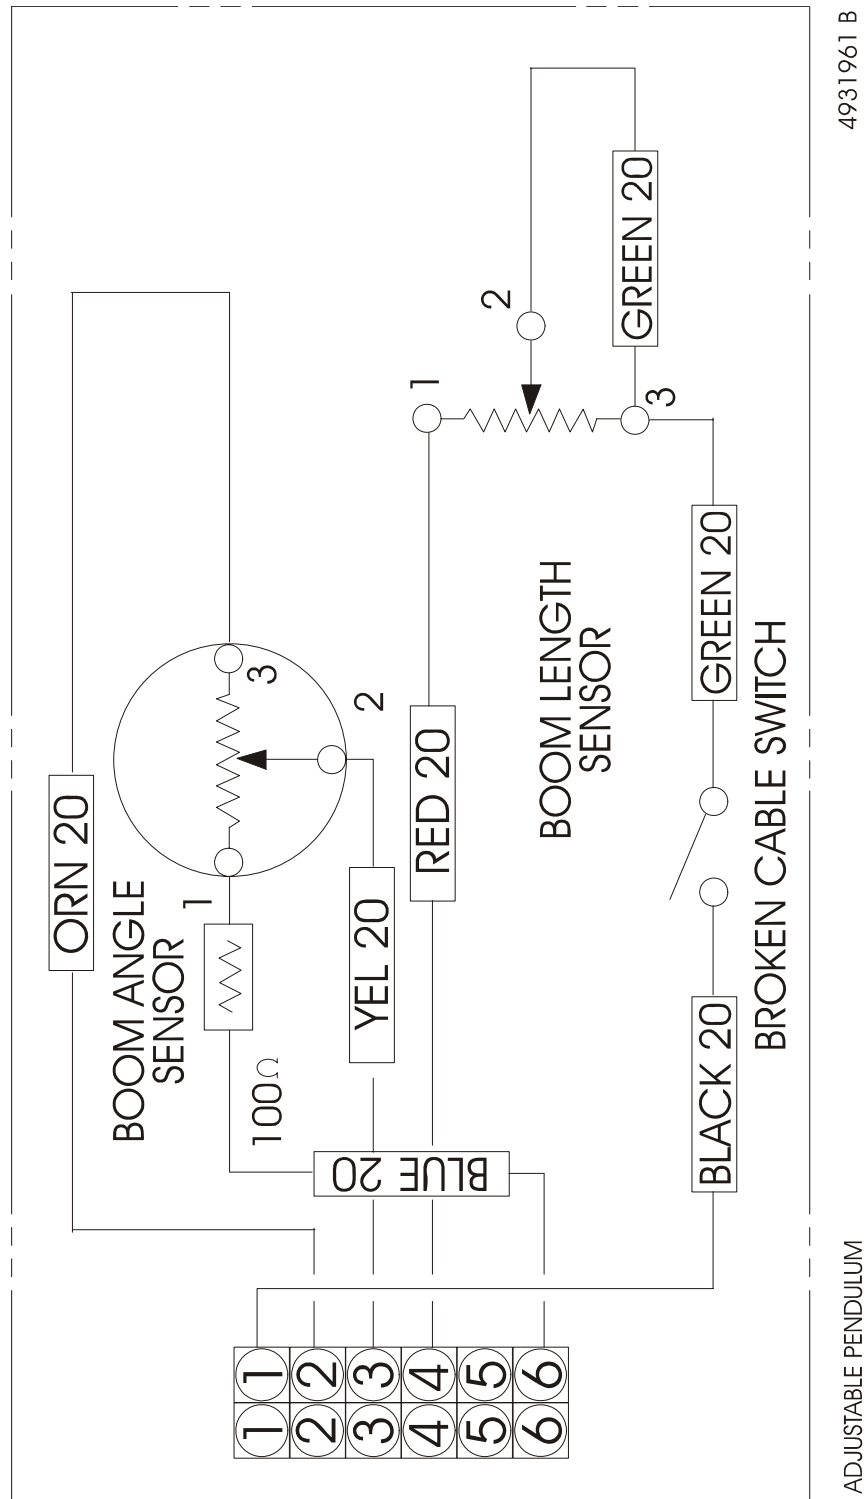 4931961 B
ADJUSTABLE PENDULUM
ORN 20
BOOM ANGLE
SENSOR
1
2
3
100Ω
YEL 20
RED 20
BLUE 20
BOOM LENGTH
SENSOR
1
2
3
GREEN 20
GREEN 20
BLACK 20
BROKEN CABLE SWITCH
1 1
2 2
3 3
4 4
5 5
6 6